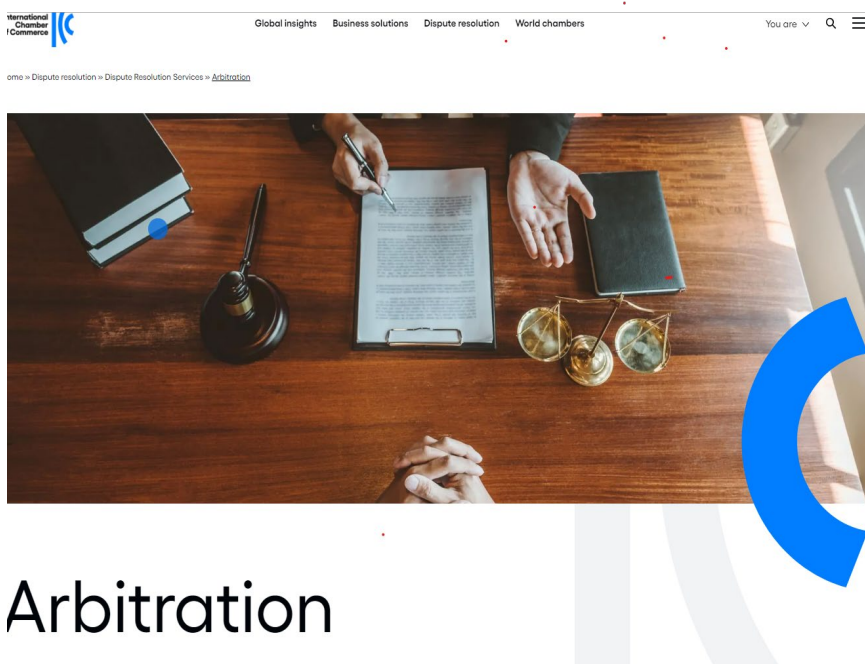 nternational
Chamber
f Commerce
Global insights
Business solutions
Dispute resolution
World chambers
You are
ome » Dispute resolution » Dispute Resolution Services » Arbitration
Arbitration